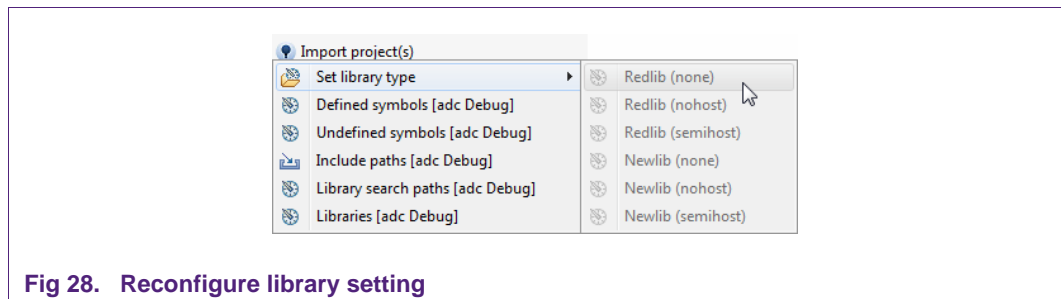 Import project(s)
Set library type
Defined symbols [adc Debug]
Undefined symbols [adc Debug]
Include paths [adc Debug]
Library search paths [adc Debug]
Libraries [adc Debug]
Redlib (none)
Redlib (nohost)
Redlib (semihost)
Newlib (none)
Newlib (nohost)
Newlib (semihost)
Fig 28. Reconfigure library setting